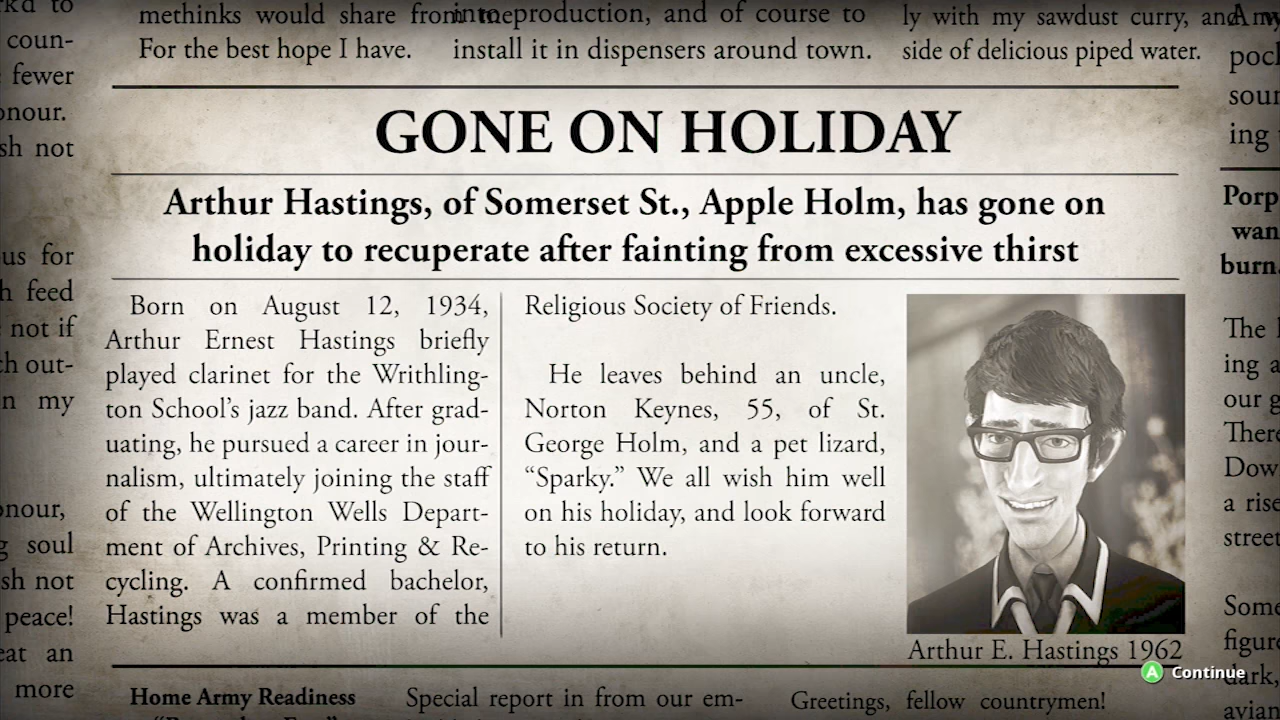 methinks would share from me
For the best hope I have.
into production, and of course to
install it in dispensers around town.
ly with my sawdust curry, and my
side of delicious piped water.
coun-
fewer
onour.
sh not
GONE ON HOLIDAY
Arthur Hastings, of Somerset St., Apple Holm, has gone on
holiday to recuperate after fainting from excessive thirst
us for
h feed
not if
ch out-
n my
onour,
g soul
sh not
peace!
eat an
more
Born on August 12, 1934,
Arthur Ernest Hastings briefly
played clarinet for the Writhling-
ton School's jazz band. After grad-
uating, he pursued a career in jour-
nalism, ultimately joining the staff
of the Wellington Wells Depart-
ment of Archives, Printing & Re-
cycling. A confirmed bachelor,
Hastings was a member of the
Religious Society of Friends.
He leaves behind an uncle,
Norton Keynes, 55, of St.
George Holm, and a pet lizard,
“Sparky.” We all wish him well
on his holiday, and look forward
to his return.
Arthur E. Hastings 1962
A Continue
poc
soun
ing
Porp
wan
burn
The
ing a
our g
There
Dow
a rise
street
Some
figure
dark,
avian
Home Army Readiness
Special report in from our em-
Greetings, fellow countrymen!